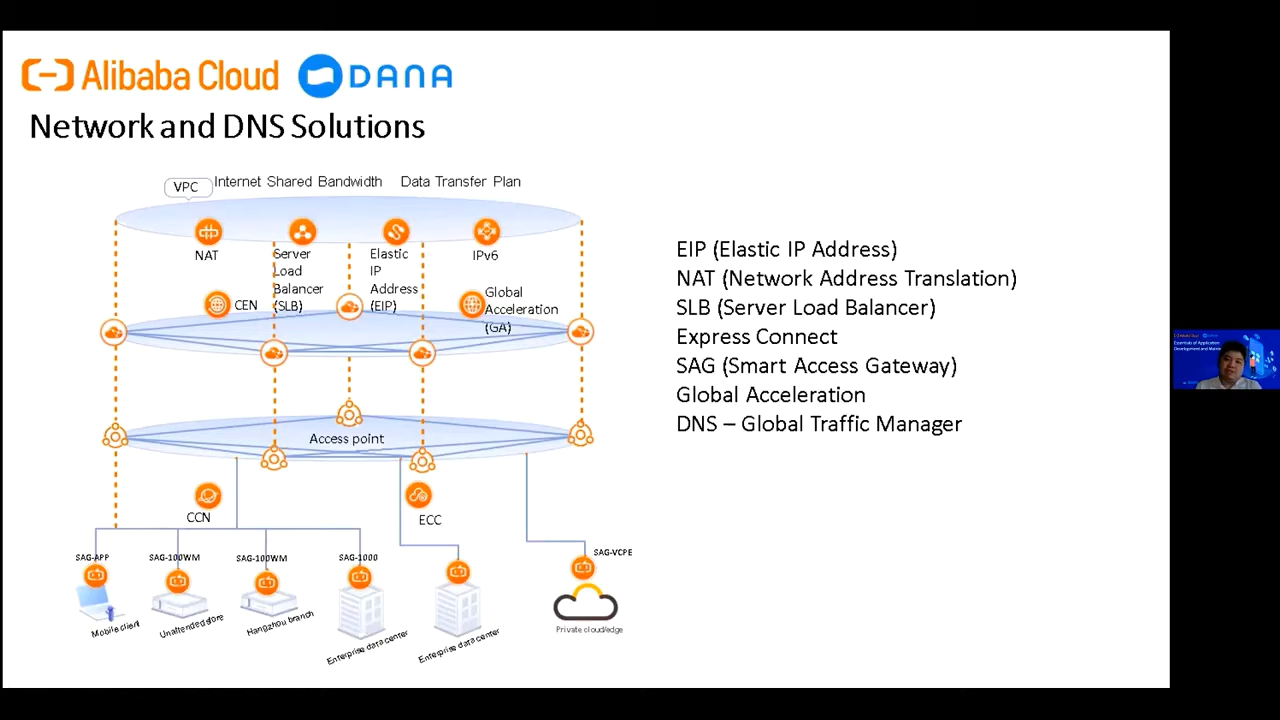 Alibaba Cloud DANA
Network and DNS Solutions
VPC Internet Shared Bandwidth Data Transfer Plan
NAT
Server
Load
Balancer
(SLB)
Elastic
IP
Address
(EIP)
IPv6
CEN
Global
Acceleration
(GA)
Access point
CCN
ECC
SAG-APP
SAG-100WM
SAG-100WM
SAG-1000
SAG-VCPE
Mobile client
Unattended store
Hangzhou branch
Enterprise data center
Enterprise data center
Private cloud/edge
EIP (Elastic IP Address)
NAT (Network Address Translation)
SLB (Server Load Balancer)
Express Connect
SAG (Smart Access Gateway)
Global Acceleration
DNS – Global Traffic Manager
Essentials of Application